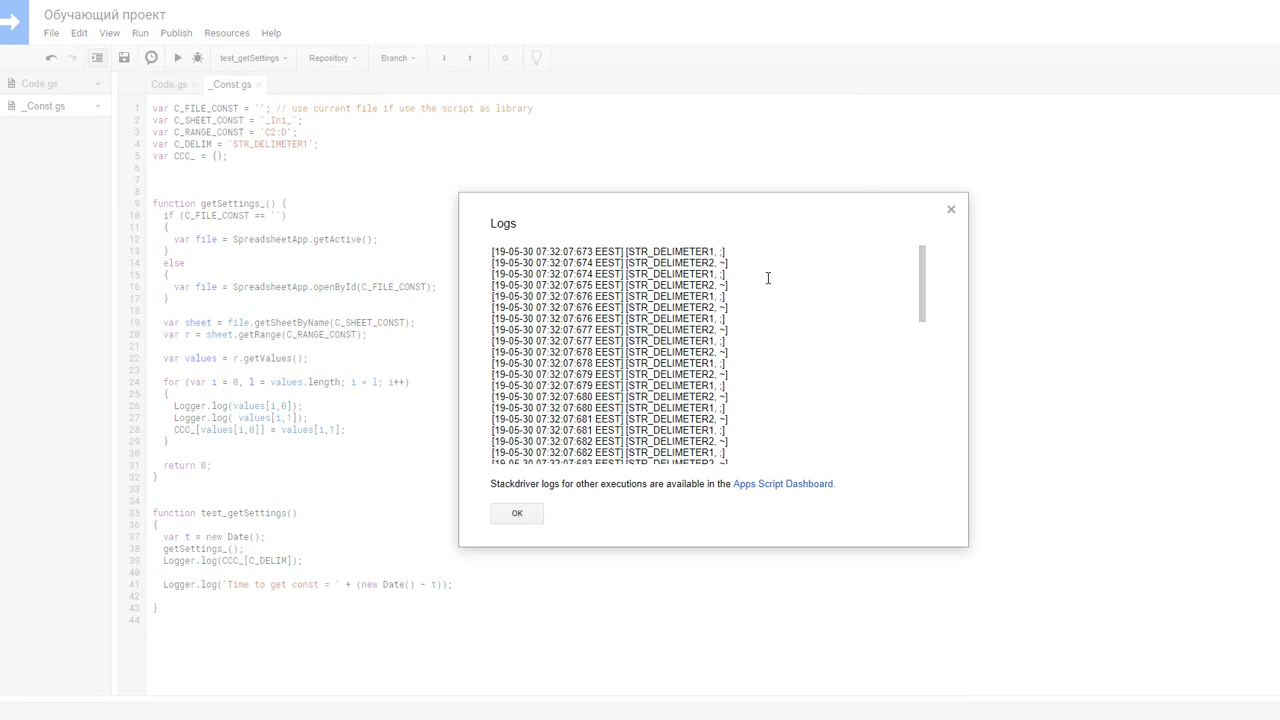 Обучающий проект
File Edit View Run Publish Resources Help
test_getSettings Repository Branch
Code.gs
_Const.gs
Code.gs _Const.gs
1 var C_FILE_CONST = ''; // use current file if use the script as library
2 var C_SHEET_CONST = '_Ini_';
3 var C_RANGE_CONST = 'C2:D';
4 var C_DELIM = 'STR_DELIMETER1';
5 var CCC_ = {};
6
7
8
9 function getSettings_() {
10 if (C_FILE_CONST == '')
11 {
12 var file = SpreadsheetApp.getActive();
13 }
14 else
15 {
16 var file = SpreadsheetApp.openById(C_FILE_CONST);
17 }
18
19 var sheet = file.getSheetByName(C_SHEET_CONST);
20 var r = sheet.getRange(C_RANGE_CONST);
21
22 var values = r.getValues();
23
24 for (var i = 0, l = values.length; i < l; i++)
25 {
26 Logger.log(values[i,0]);
27 Logger.log( values[i,1]);
28 CCC_[values[i,0]] = values[i,1];
29 }
30
31 return 0;
32 }
33
34
35 function test_getSettings()
36 {
37 var t = new Date();
38 getSettings_();
39 Logger.log(CCC_[C_DELIM]);
40
41 Logger.log('Time to get const = ' + (new Date() - t));
42
43 }
44
Logs
[19-05-30 07:32:07:673 EEST] [STR_DELIMETER1, ;]
[19-05-30 07:32:07:674 EEST] [STR_DELIMETER2, ~]
[19-05-30 07:32:07:674 EEST] [STR_DELIMETER1, ;]
[19-05-30 07:32:07:675 EEST] [STR_DELIMETER2, ~]
[19-05-30 07:32:07:676 EEST] [STR_DELIMETER1, ;]
[19-05-30 07:32:07:676 EEST] [STR_DELIMETER2, ~]
[19-05-30 07:32:07:676 EEST] [STR_DELIMETER1, ;]
[19-05-30 07:32:07:677 EEST] [STR_DELIMETER2, ~]
[19-05-30 07:32:07:677 EEST] [STR_DELIMETER1, ;]
[19-05-30 07:32:07:678 EEST] [STR_DELIMETER2, ~]
[19-05-30 07:32:07:678 EEST] [STR_DELIMETER1, ;]
[19-05-30 07:32:07:679 EEST] [STR_DELIMETER2, ~]
[19-05-30 07:32:07:679 EEST] [STR_DELIMETER1, ;]
[19-05-30 07:32:07:680 EEST] [STR_DELIMETER2, ~]
[19-05-30 07:32:07:680 EEST] [STR_DELIMETER1, ;]
[19-05-30 07:32:07:681 EEST] [STR_DELIMETER2, ~]
[19-05-30 07:32:07:681 EEST] [STR_DELIMETER1, ;]
[19-05-30 07:32:07:682 EEST] [STR_DELIMETER2, ~]
[19-05-30 07:32:07:682 EEST] [STR_DELIMETER1, ;]
[19-05-30 07:32:07:683 EEST] [STR_DELIMETER2, ~]
Stackdriver logs for other executions are available in the Apps Script Dashboard.
OK